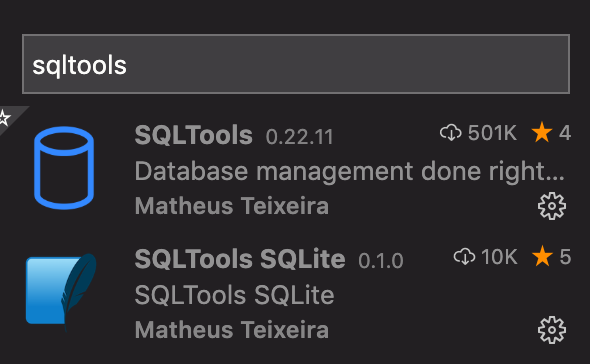 sqltools
SQLTools 0.22.11 501K 4
Database management done right...
Matheus Teixeira
SQLTools SQLite 0.1.0 10K 5
SQLTools SQLite
Matheus Teixeira